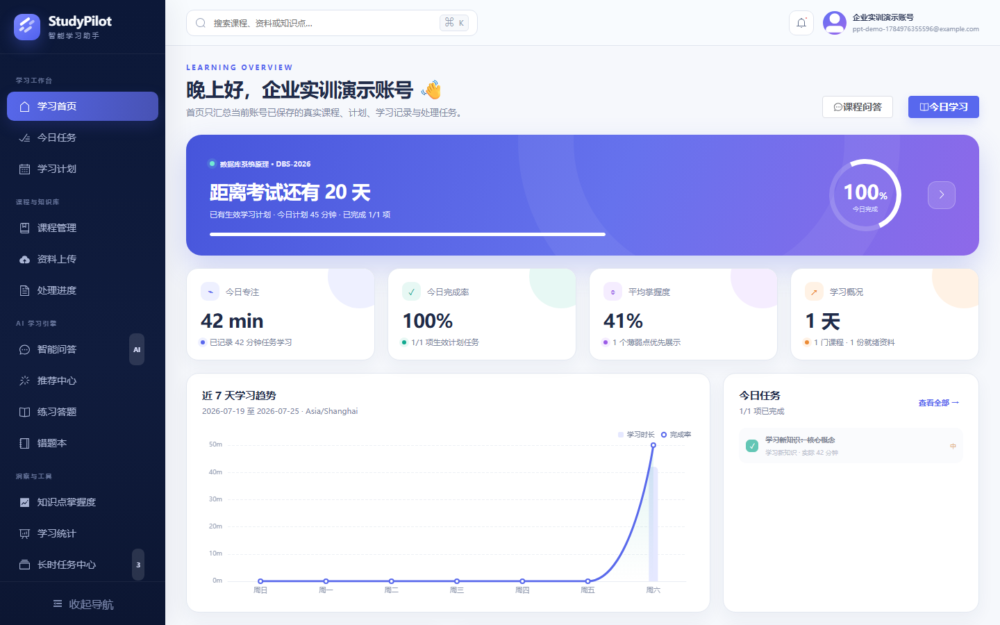 StudyPilot
智能学习助手
学习工作台
学习首页
今日任务
学习计划
课程与知识库
课程管理
资料上传
处理进度
AI 学习引擎
智能问答
AI
推荐中心
练习答题
错题本
洞察与工具
知识点掌握度
学习统计
长时任务中心
3
收起导航
搜索课程、资料或知识点...
⌘ K
企业实训演示账号
ppt-demo-1784976355596@example.com
LEARNING OVERVIEW
晚上好，企业实训演示账号 👋
首页只汇总当前账号已保存的真实课程、计划、学习记录与处理任务。
课程问答
今日学习
数据库系统原理 • DBS-2026
距离考试还有 20 天
已有生效学习计划 · 今日计划 45 分钟 · 已完成 1/1 项
100%
今日完成
今日专注
42 min
已记录 42 分钟任务学习
✓
今日完成率
100%
1/1 项生效计划任务
平均掌握度
41%
1 个薄弱点优先展示
↗
学习概况
1 天
1 门课程 · 1 份就绪资料
近 7 天学习趋势
2026-07-19 至 2026-07-25 · Asia/Shanghai
学习时长
完成率
50m
40m
30m
20m
10m
0m
周日
周一
周二
周三
周四
周五
周六
今日任务
1/1 项已完成
查看全部 →
✓
学习新知识：核心概念
学习新知识 · 实际 42 分钟
中